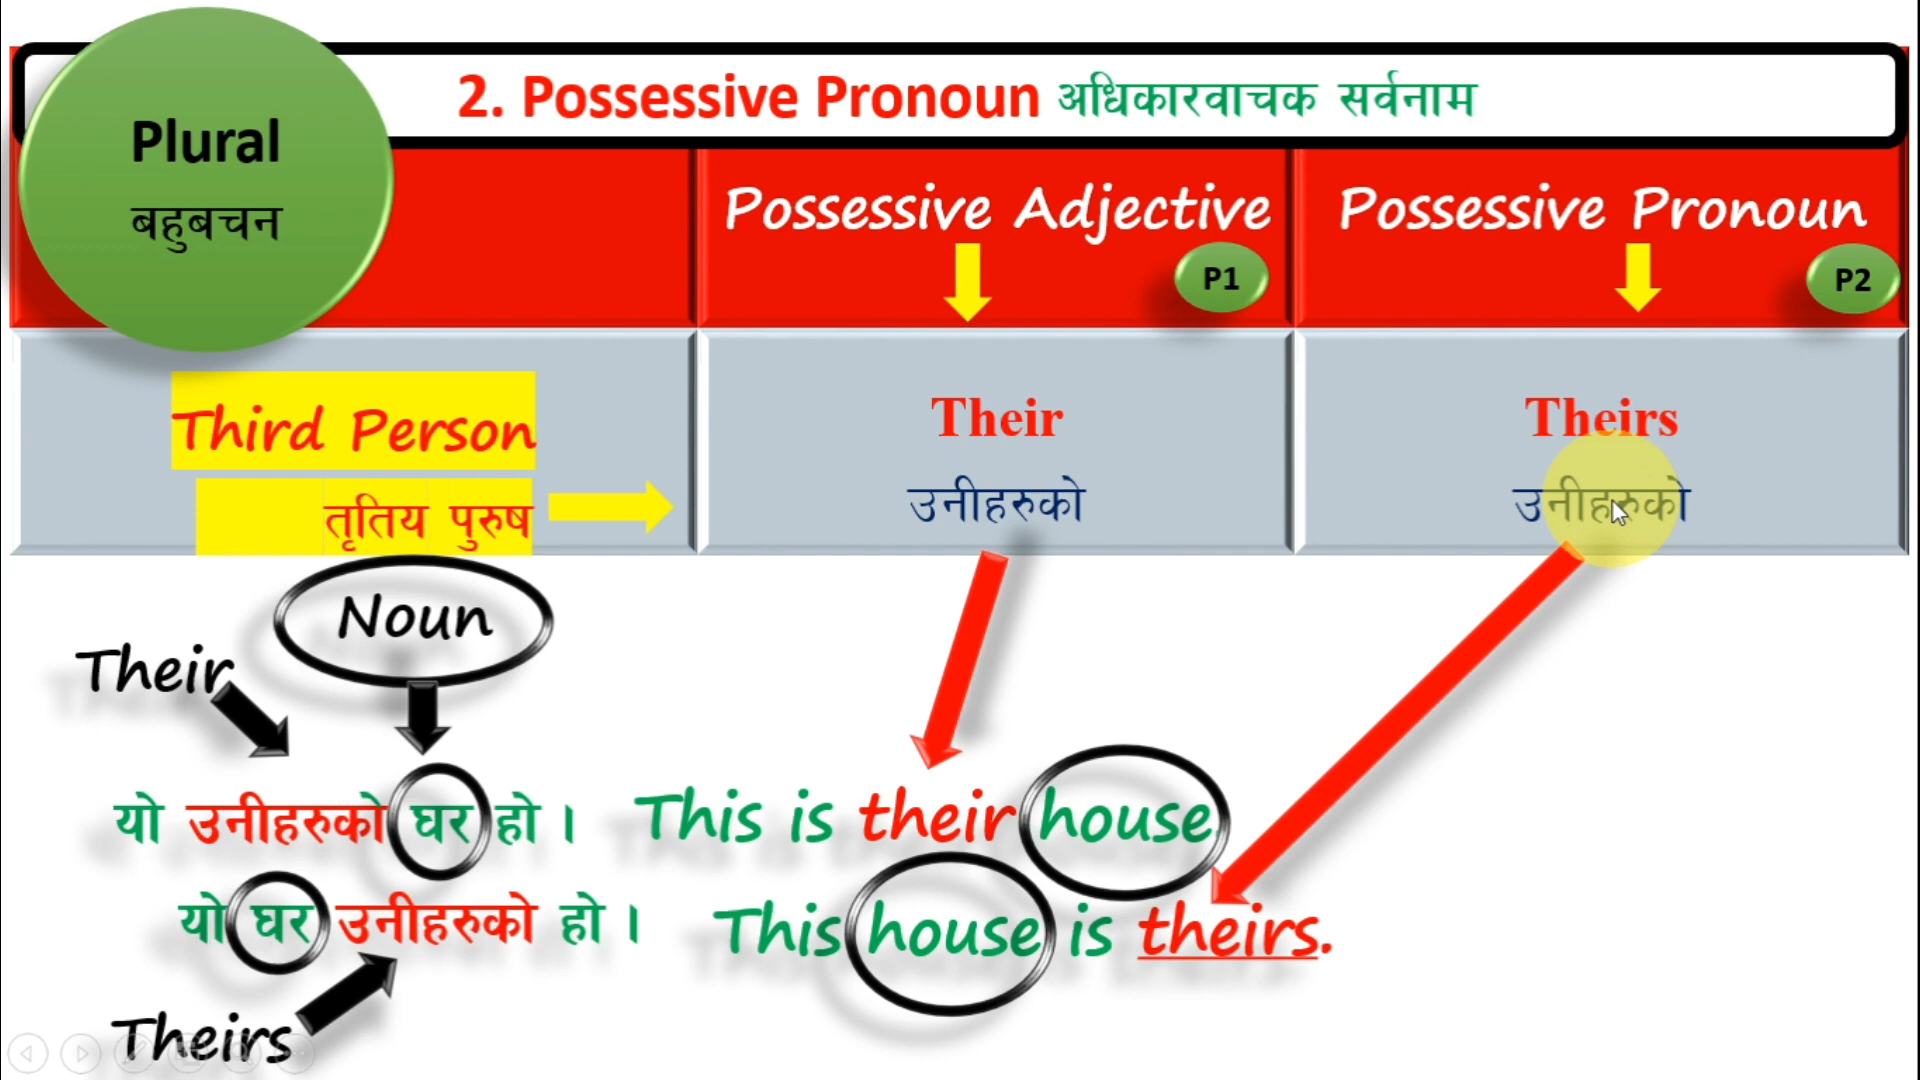 2. Possessive Pronoun अधिकारवाचक सर्वनाम
Plural
बहुबचन
Possessive Adjective
P1
Possessive Pronoun
P2
Third Person
तृतिय पुरुष
Their
उनीहरुको
Theirs
उनीहरुको
Noun
Their
यो उनीहरुको घर हो ।
This is their house
यो घर उनीहरुको हो ।
This house is theirs.
Theirs